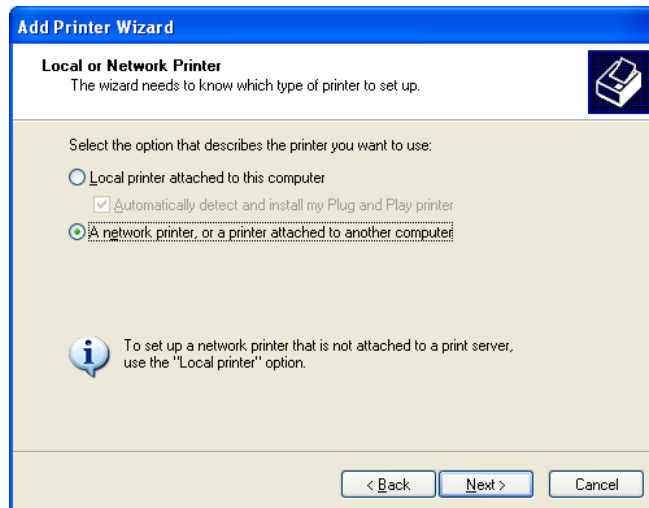 Add Printer Wizard
Local or Network Printer
The wizard needs to know which type of printer to set up.
Select the option that describes the printer you want to use:
Local printer attached to this computer
Automatically detect and install my Plug and Play printer
A network printer, or a printer attached to another computer
To set up a network printer that is not attached to a print server,
use the "Local printer" option.
< Back
Next >
Cancel